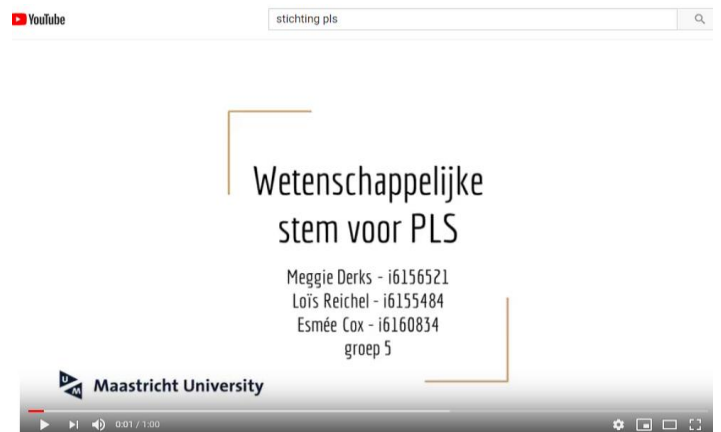 YouTube
stichting pls
Wetenschappelijke
stem voor PLS
Meggie Derks - i6156521
Loïs Reichel - i6155484
Esmée Cox - i6160834
groep 5
UM Maastricht University
0:01 / 1:00